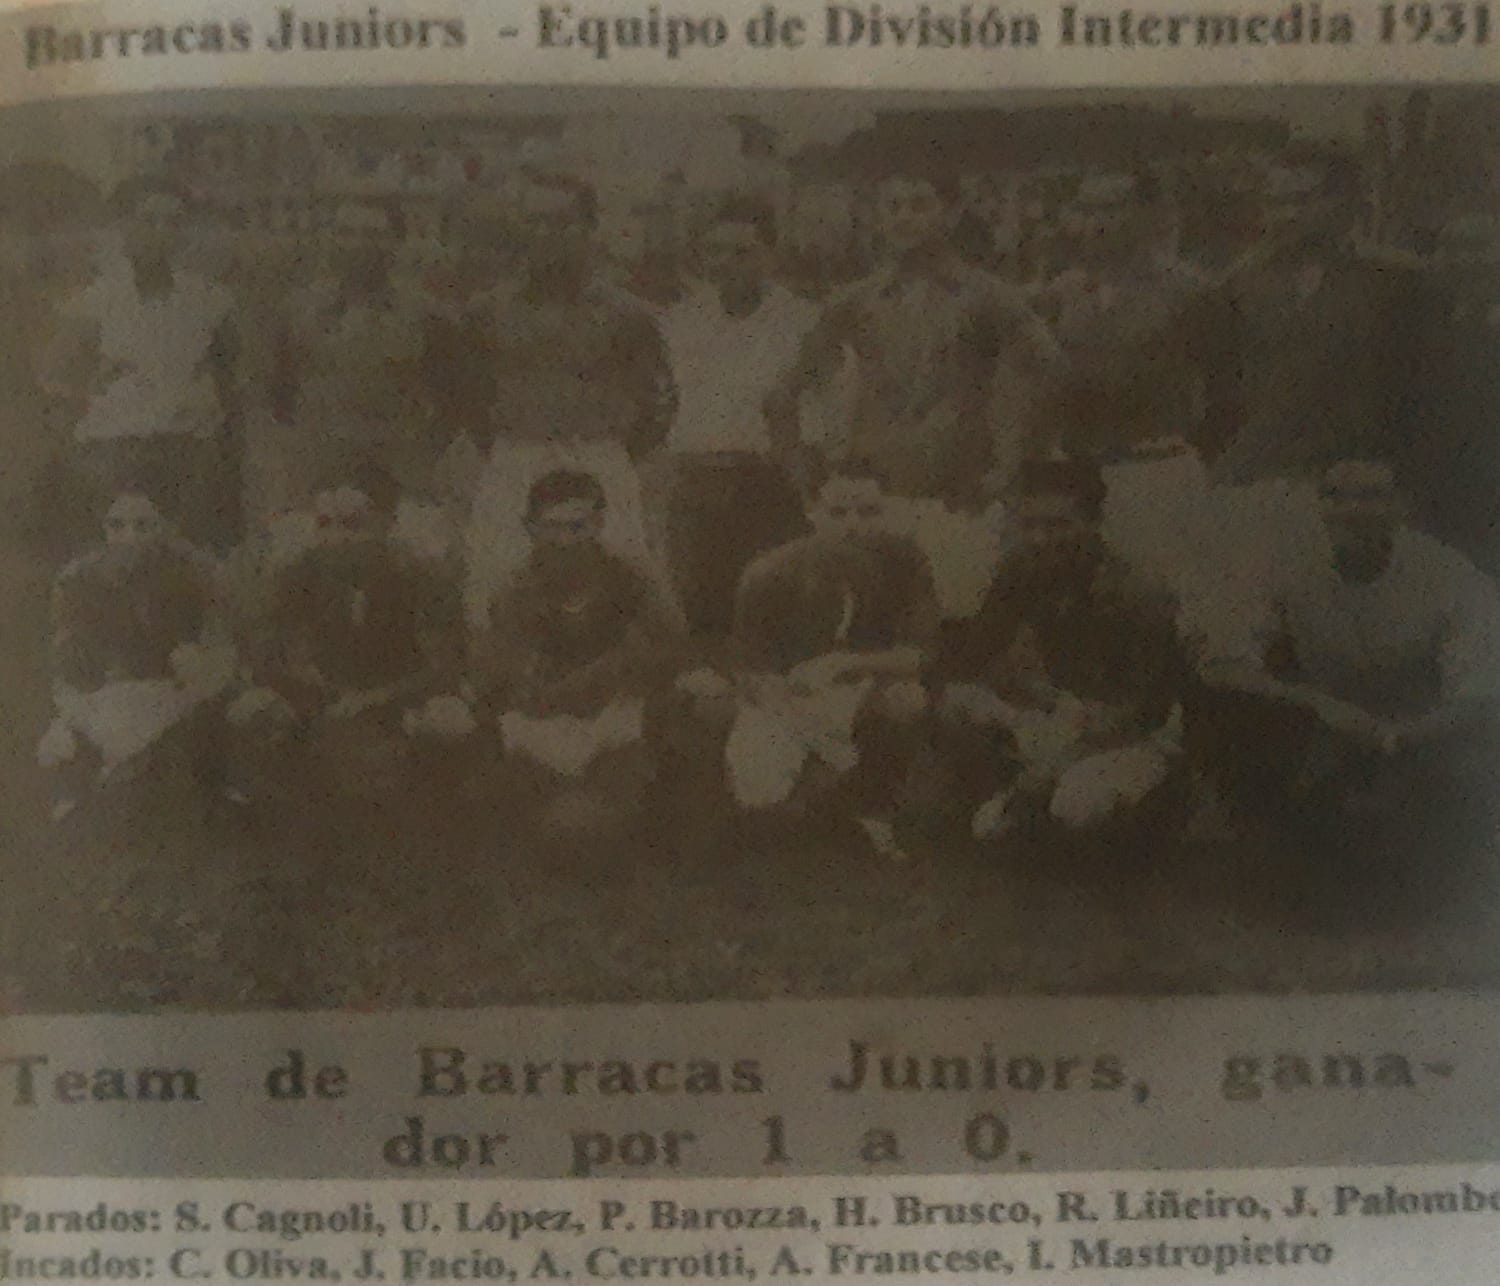 Barracas Juniors - Equipo de División Intermedia 1931
Team de Barracas Juniors, gana-
dor por 1 a 0.
Parados: S. Cagnoli, U. López, P. Barozza, H. Brusco, R. Liñeiro, J. Palombo
incados: C. Oliva, J. Facio, A. Cerrotti, A. Francese, I. Mastropietro